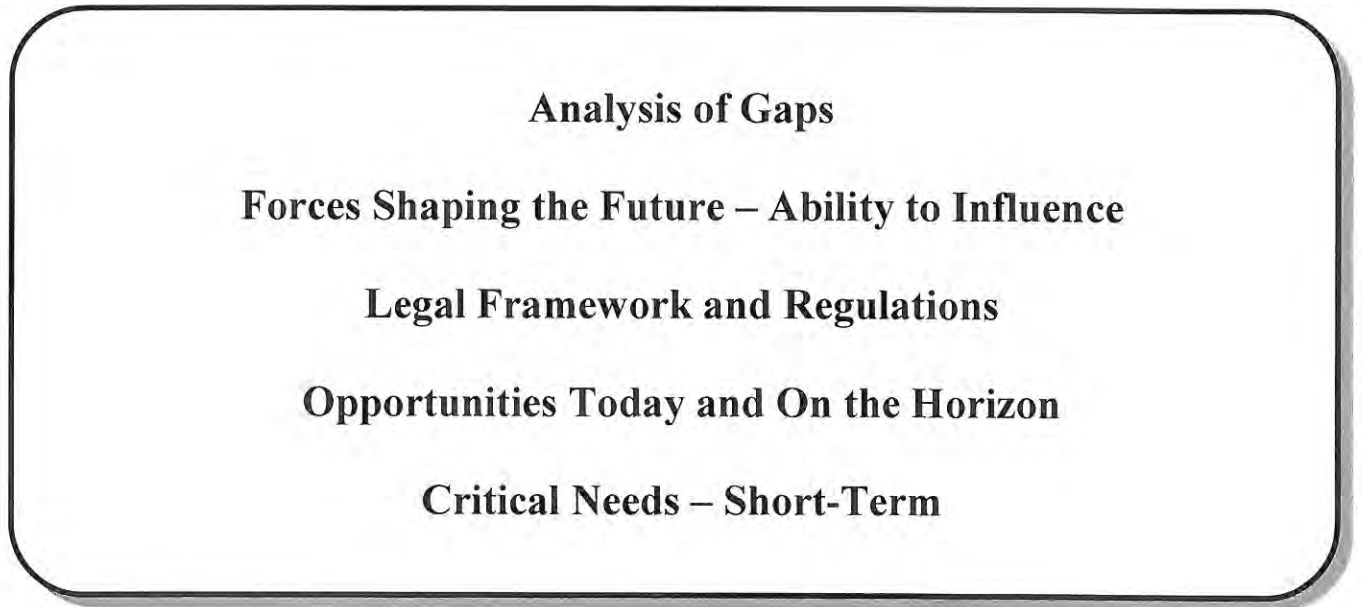 Analysis of Gaps
Forces Shaping the Future – Ability to Influence
Legal Framework and Regulations
Opportunities Today and On the Horizon
Critical Needs – Short-Term